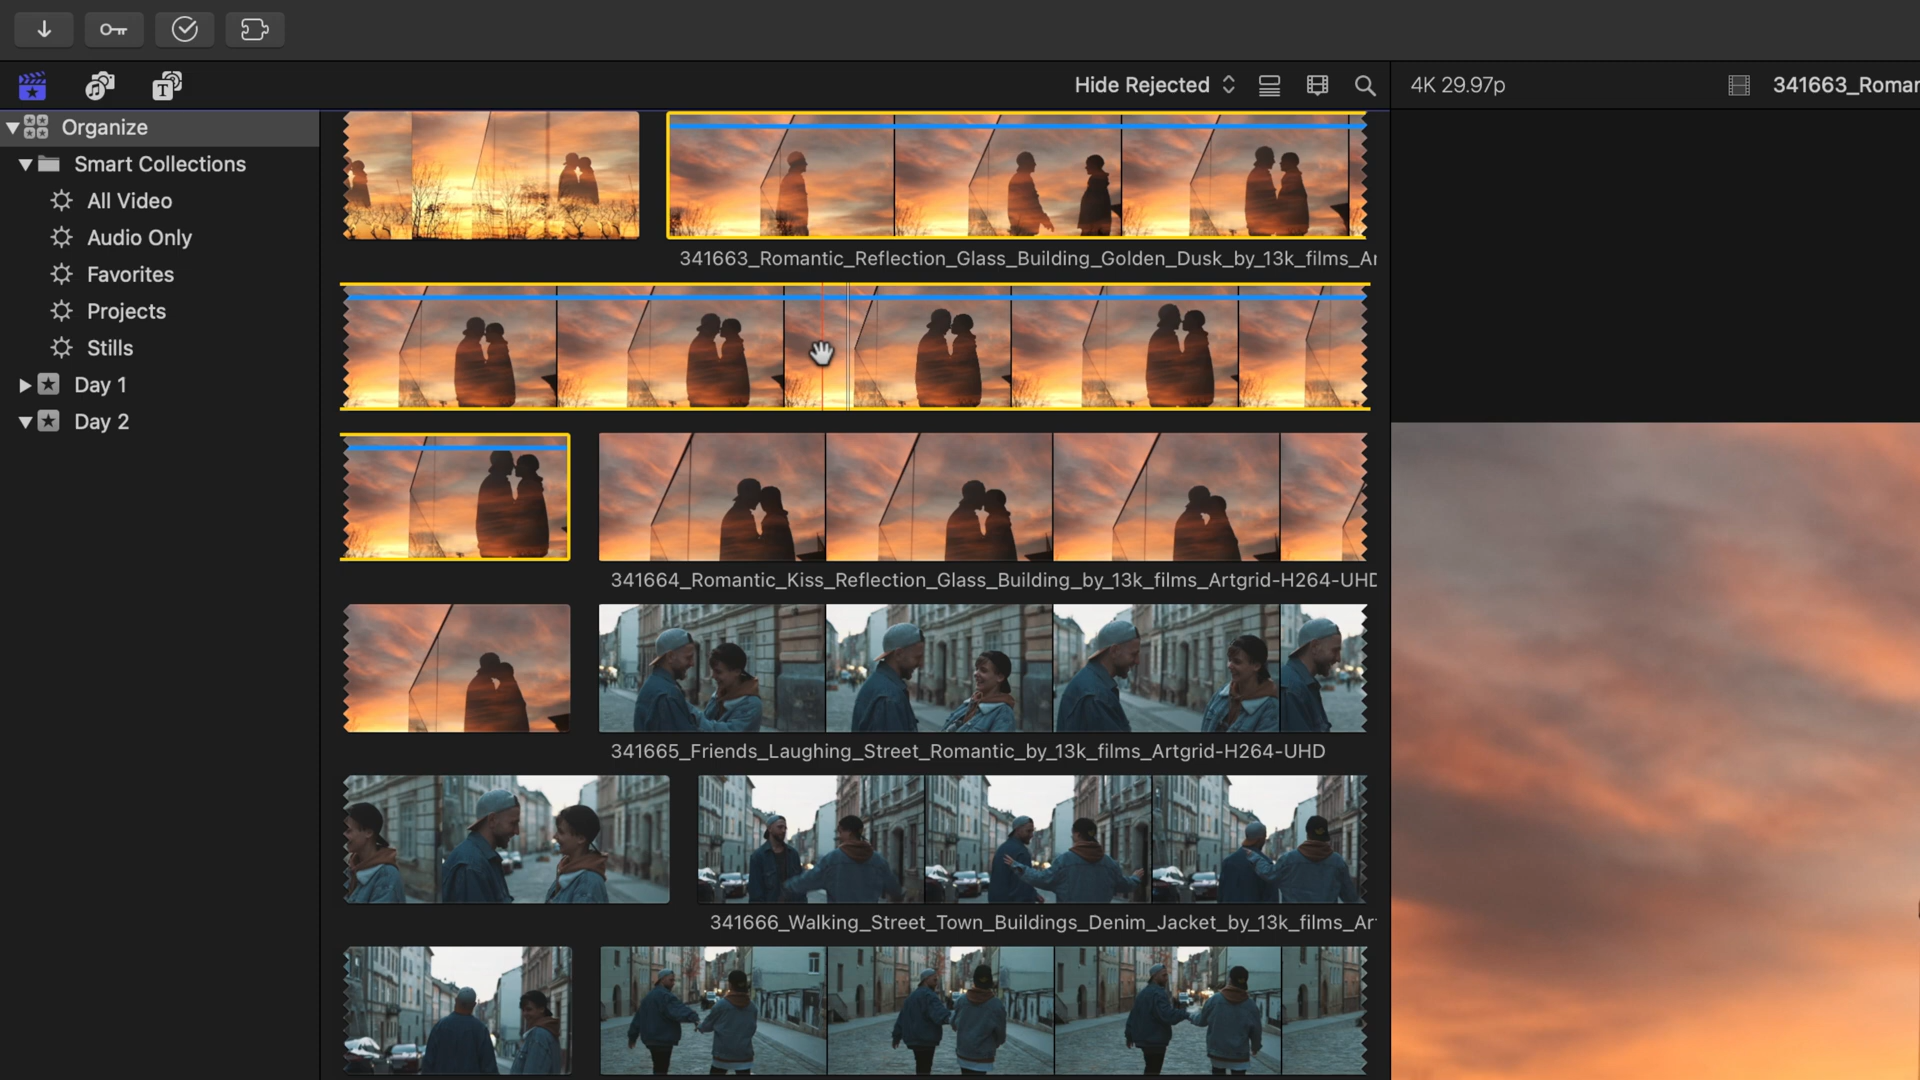 Hide Rejected
4K 29.97p
341663_Romar
Organize
Smart Collections
All Video
Audio Only
Favorites
Projects
Stills
Day 1
Day 2
341663_Romantic_Reflection_Glass_Building_Golden_Dusk_by_13k_films_Ar
341664_Romantic_Kiss_Reflection_Glass_Building_by_13k_films_Artgrid-H264-UHD
341665_Friends_Laughing_Street_Romantic_by_13k_films_Artgrid-H264-UHD
341666_Walking_Street_Town_Buildings_Denim_Jacket_by_13k_films_Ar